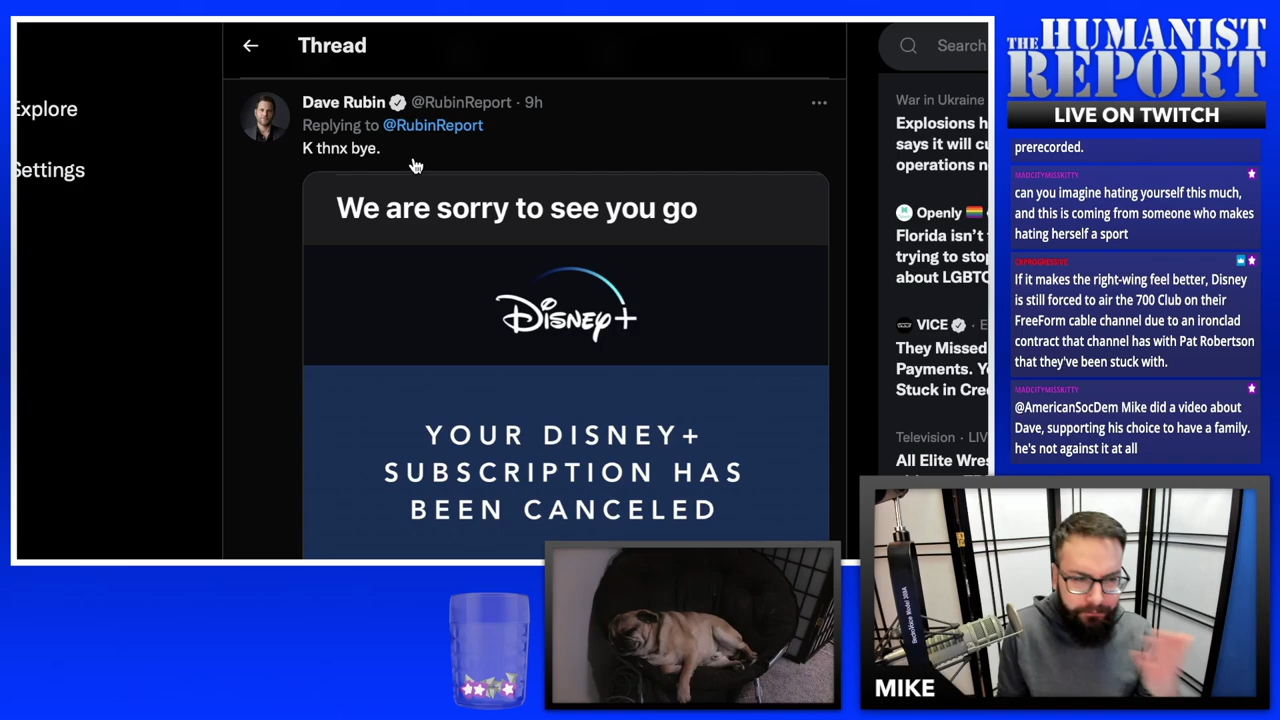 Thread
Search
Explore
Settings
Dave Rubin @RubinReport · 9h
Replying to @RubinReport
K thnx bye.
We are sorry to see you go
Disney+
YOUR DISNEY+
SUBSCRIPTION HAS
BEEN CANCELED
War in Ukraine
Explosions h
says it will cu
operations n
Openly
Florida isn't
trying to stop
about LGBTQ
VICE
They Missed
Payments. Yo
Stuck in Cre
Television · LIV
All Elite Wres
THE HUMANIST
REPORT
LIVE ON TWITCH
prerecorded.
MADCITYMISSKITTY
can you imagine hating yourself this much,
and this is coming from someone who makes
hating herself a sport
If it makes the right-wing feel better, Disney
is still forced to air the 700 Club on their
FreeForm cable channel due to an ironclad
contract that channel has with Pat Robertson
that they've been stuck with.
MADCITYMISSKITTY
@AmericanSocDem Mike did a video about
Dave, supporting his choice to have a family.
he's not against it at all
MIKE